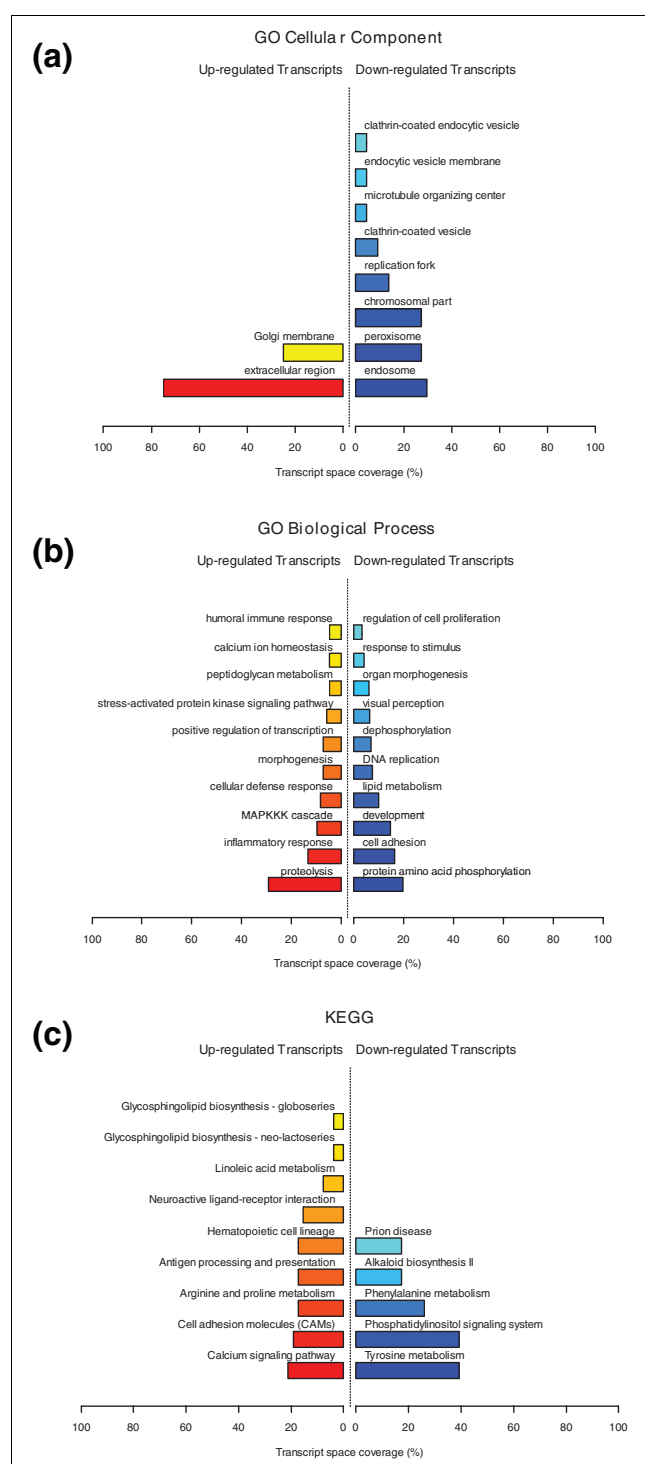 (a)
GO Cellular Component
Up-regulated Transcripts Down-regulated Transcripts
clathrin-coated endocytic vesicle
endocytic vesicle membrane
microtubule organizing center
clathrin-coated vesicle
replication fork
chromosomal part
Golgi membrane peroxisome
extracellular region endosome
100 80 60 40 20 0 0 20 40 60 80 100
Transcript space coverage (%)
(b)
GO Biological Process
Up-regulated Transcripts Down-regulated Transcripts
humoral immune response regulation of cell proliferation
calcium ion homeostasis response to stimulus
peptidoglycan metabolism organ morphogenesis
stress-activated protein kinase signaling pathway visual perception
positive regulation of transcription dephosphorylation
morphogenesis DNA replication
cellular defense response lipid metabolism
MAPKKK cascade development
inflammatory response cell adhesion
proteolysis protein amino acid phosphorylation
100 80 60 40 20 0 0 20 40 60 80 100
Transcript space coverage (%)
(c)
KEGG
Up-regulated Transcripts Down-regulated Transcripts
Glycosphingolipid biosynthesis - globoseries
Glycosphingolipid biosynthesis - neo-lactoseries
Linoleic acid metabolism
Neuroactive ligand-receptor interaction
Hematopoietic cell lineage Prion disease
Antigen processing and presentation Alkaloid biosynthesis II
Arginine and proline metabolism Phenylalanine metabolism
Cell adhesion molecules (CAMs) Phosphatidylinositol signaling system
Calcium signaling pathway Tyrosine metabolism
100 80 60 40 20 0 0 20 40 60 80 100
Transcript space coverage (%)